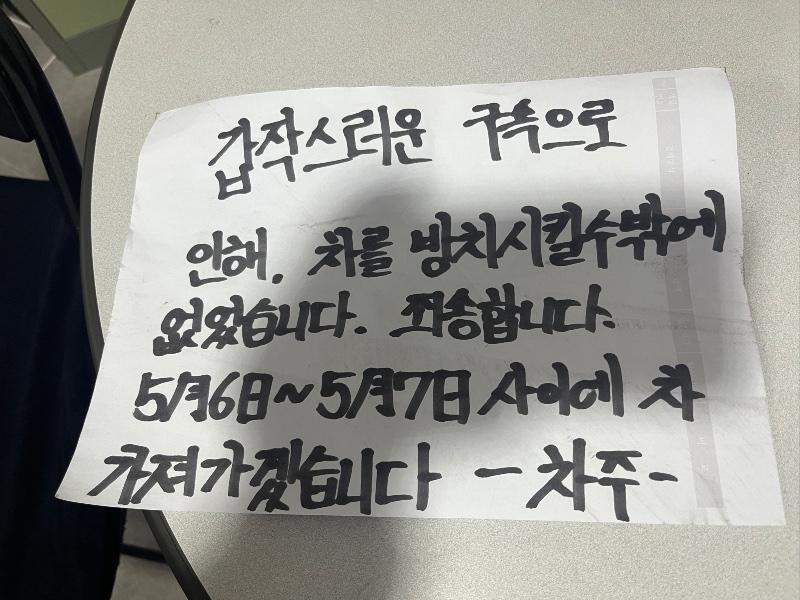 갑작스러운 구속으로
인해, 차를 방치시킬수밖에
없었습니다. 죄송합니다.
5月6日~5月7日 사이에 차
가져가겠습니다 -차주-